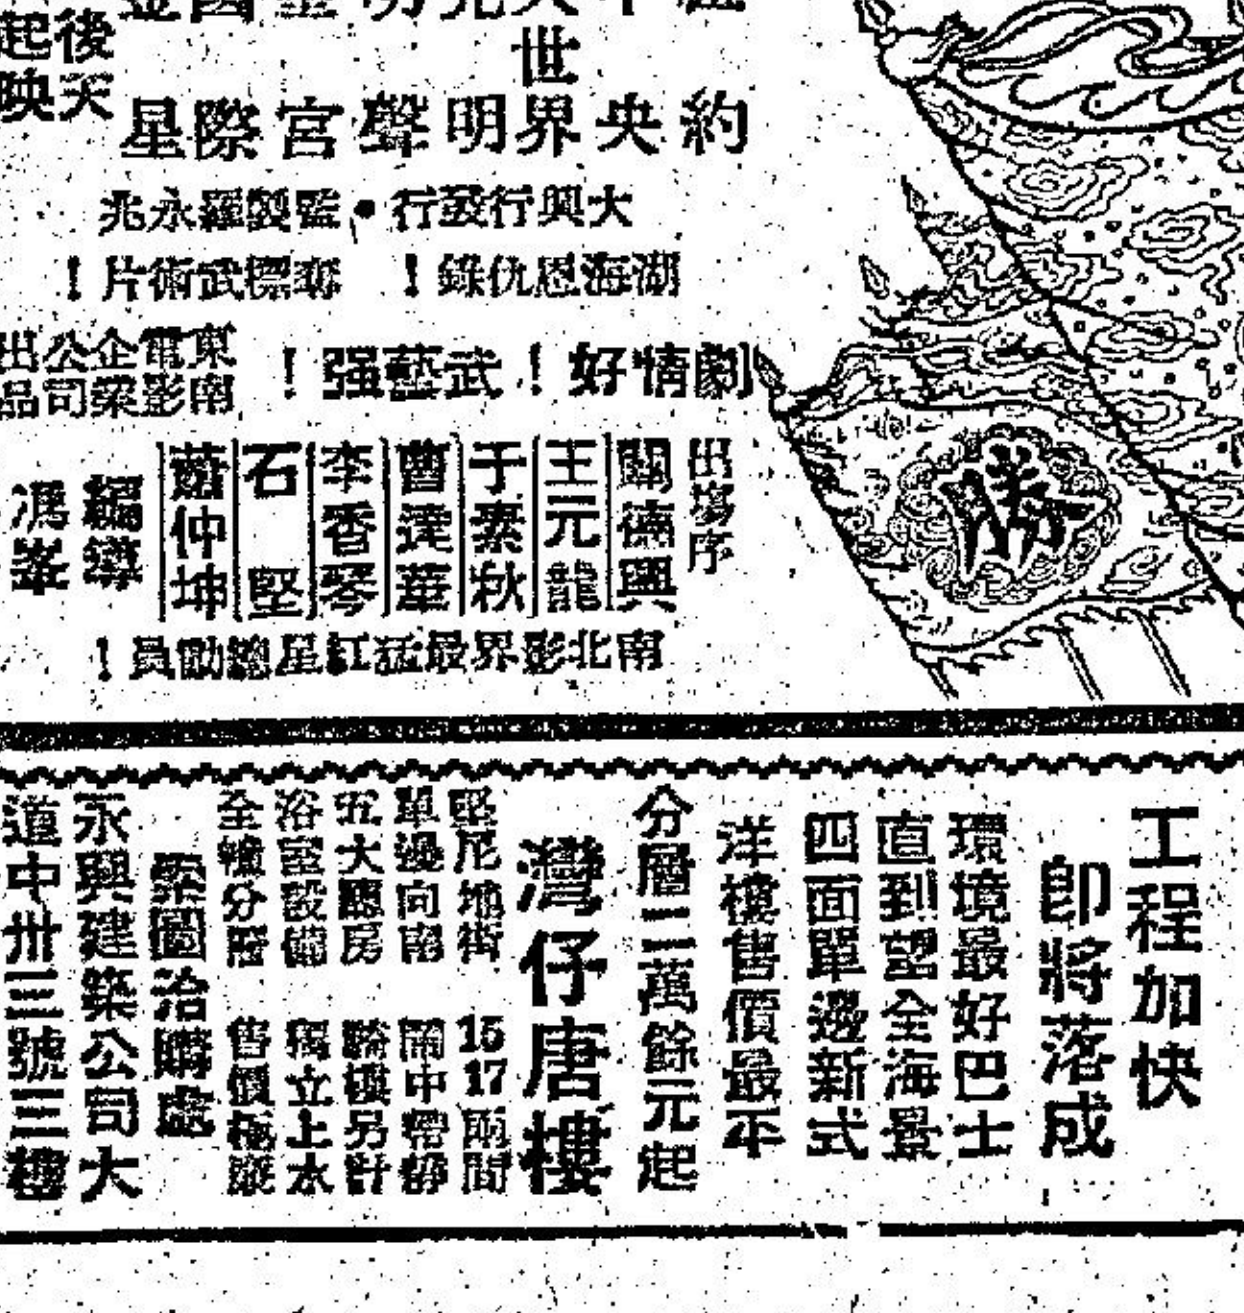 後天
起映
世
約央界明聲宮際星
大興行發行•監製羅永兆
湖海恩仇錄！奪標武術片！
劇情好！武藝强！
東南
電影
企業
公司
出品
勝
出塲序
關德興
王元龍
于素秋
曹達華
李香琴
石堅
蕭仲坤
編導
馮峯
南北影界最猛紅星總動員！
工程加快
即將落成
環境最好巴士
直到望全海景
四面單邊新式
洋樓售價最平
分層二萬餘元起
灣仔唐樓
堅尼地街 15 17 兩間
單邊向南 鬧中帶靜
五大廳房 騎樓另計
浴室設備 獨立上水
全幢分層 售價極廉
索圖洽購處
永興建築公司大
道中卅三號三樓